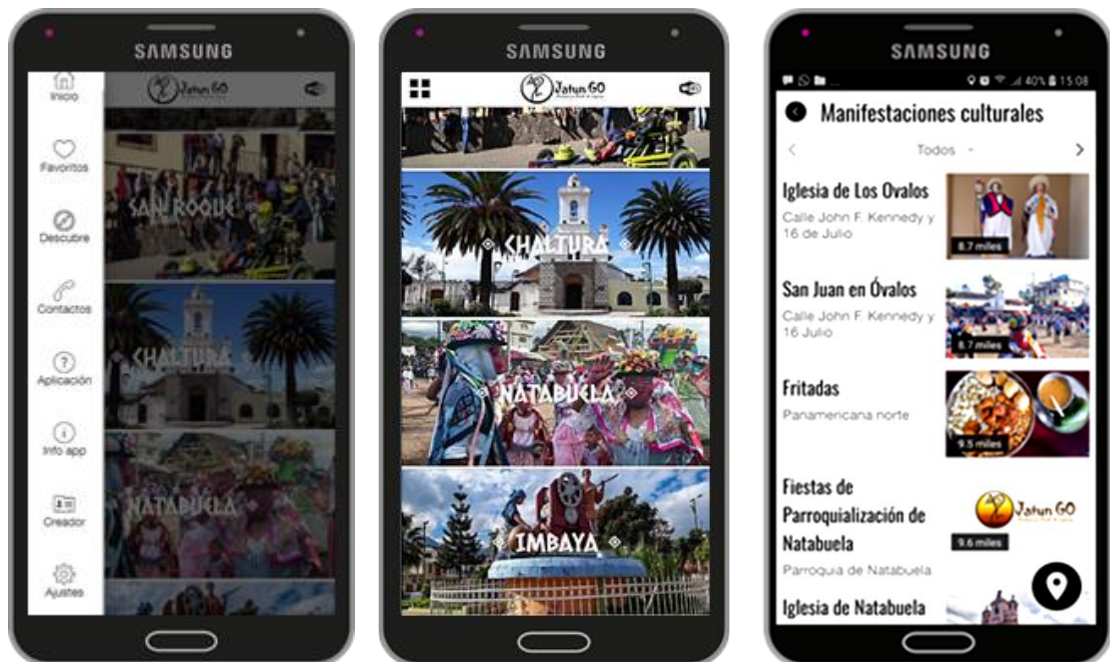 SAMSUNG
Inicio
Favoritos
Descubre
Contactos
Aplicación
Info app
Creador
Ajustes
Jatun GO
SAN ROQUE
CHALTURA
NATABUELA
SAMSUNG
Jatun GO
CHALTURA
NATABUELA
IMBAYA
SAMSUNG
40% 15:08
Manifestaciones culturales
Todos
Iglesia de Los Ovalos
Calle John F. Kennedy y
16 de Julio
8.7 miles
San Juan en Óvalos
Calle John F. Kennedy y
16 Julio
8.7 miles
Fritadas
Panamericana norte
9.5 miles
Fiestas de
Parroquialización de
Natabuela
Parroquia de Natabuela
Jatun GO
9.6 miles
Iglesia de Natabuela